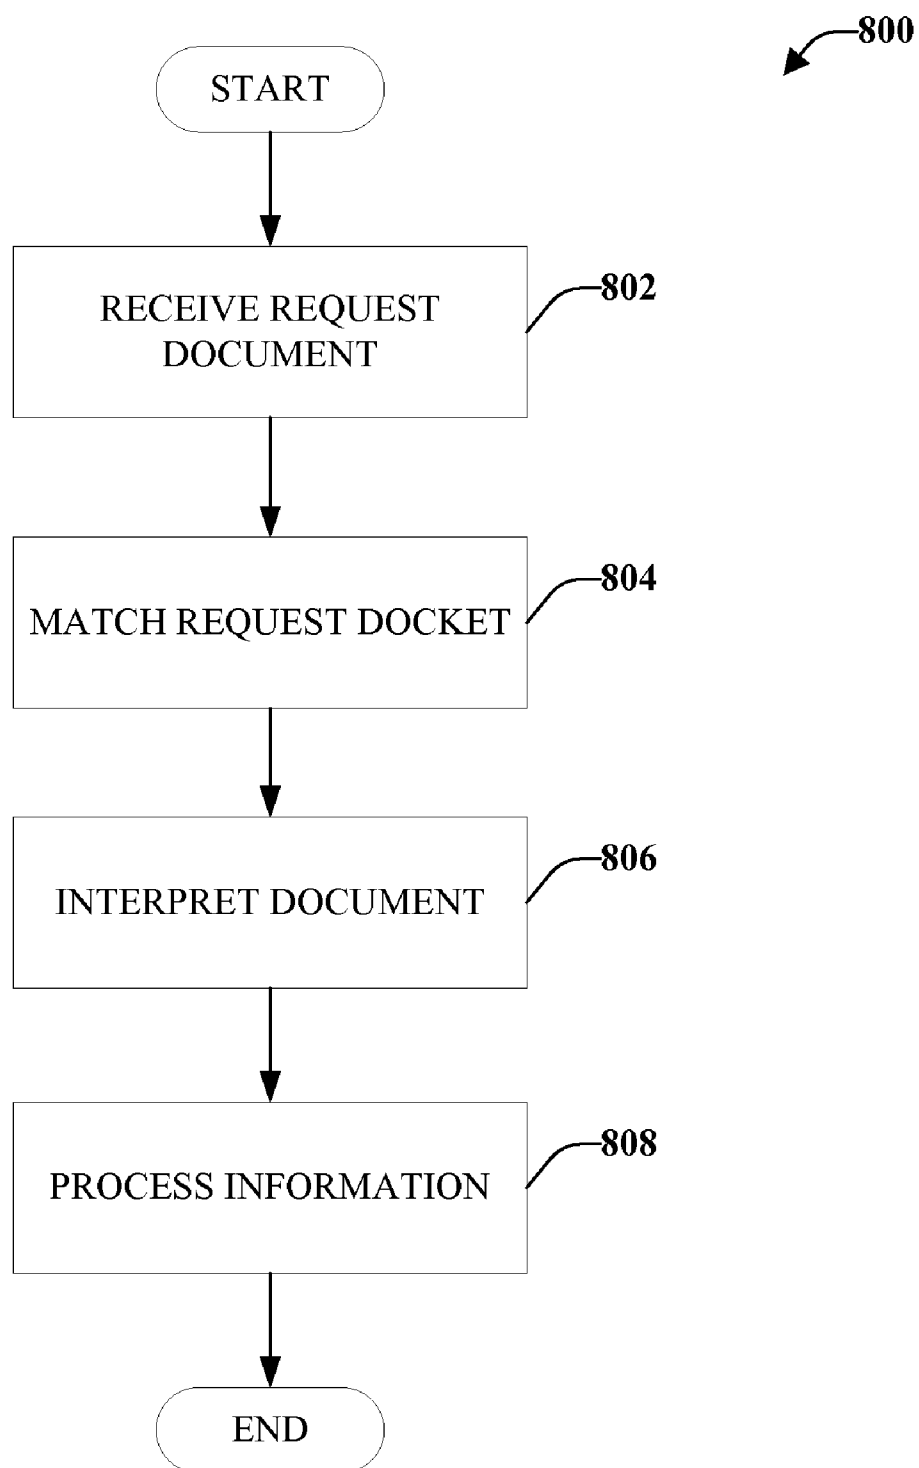 800
START
RECEIVE REQUEST
DOCUMENT
802
MATCH REQUEST DOCKET
804
INTERPRET DOCUMENT
806
PROCESS INFORMATION
808
END